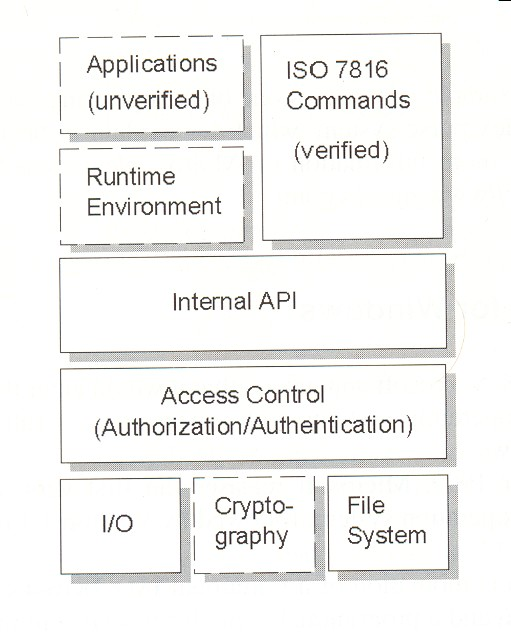 Applications
(unverified)
ISO 7816
Commands
(verified)
Runtime
Environment
Internal API
Access Control
(Authorization/Authentication)
I/O
Crypto-
graphy
File
System